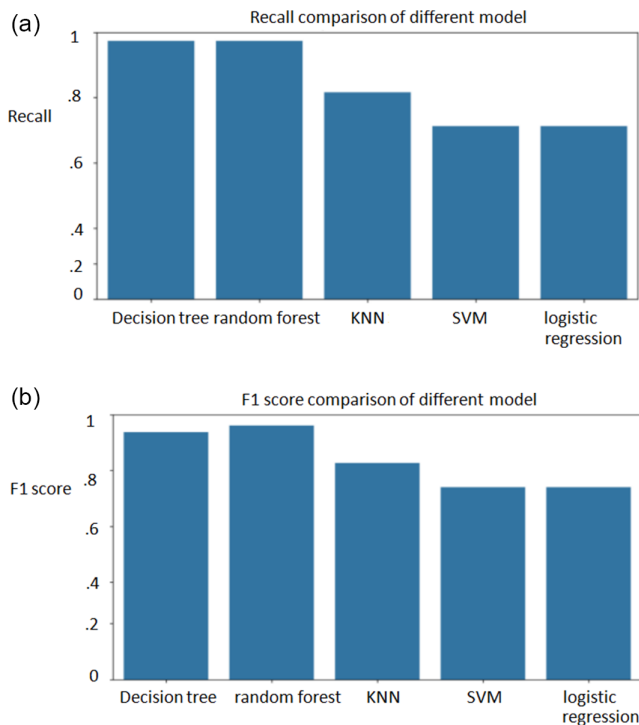 (a)
Recall comparison of different model
1
.8
Recall
.6
.4
.2
0
Decision tree random forest KNN SVM logistic
regression
(b)
F1 score comparison of different model
1
.8
F1 score
.6
.4
.2
0
Decision tree random forest KNN SVM logistic
regression